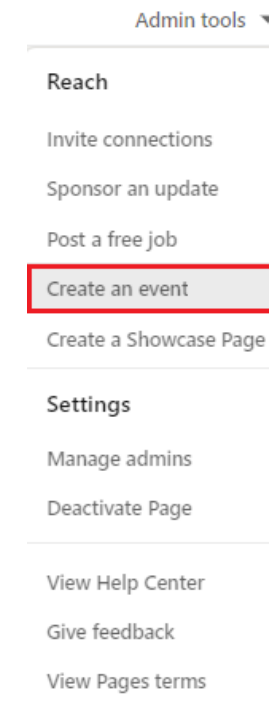 Admin tools
Reach
Invite connections
Sponsor an update
Post a free job
Create an event
Create a Showcase Page
Settings
Manage admins
Deactivate Page
View Help Center
Give feedback
View Pages terms